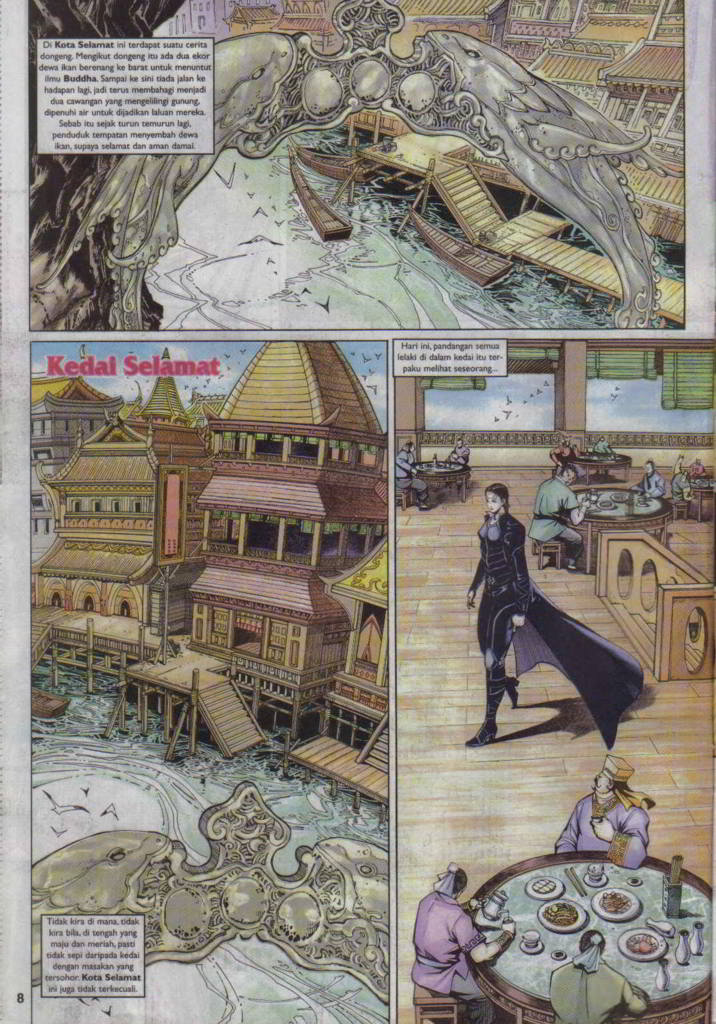 Di Kota Selamat ini terdapat suatu cerita
dongeng. Mengikut dongeng itu ada dua ekor
dewa ikan berenang ke barat untuk menuntut
ilmu Buddha. Sampai ke sini tiada jalan ke
hadapan lagi, jadi terus membahagi menjadi
dua cawangan yang mengelilingi gunung,
dipenuhi air untuk dijadikan laluan mereka.
Sebab itu sejak turun temurun lagi,
penduduk tempatan menyembah dewa
ikan, supaya selamat dan aman damai.
Kedai Selamat
Tidak kira di mana, tidak
kira bila, di tengah yang
maju dan meriah, pasti
tidak sepi daripada kedai
dengan masakan yang
tersohor. Kota Selamat
ini juga tidak terkecuali.
Hari ini, pandangan semua
lelaki di dalam kedai itu ter-
paku melihat seseorang...
8